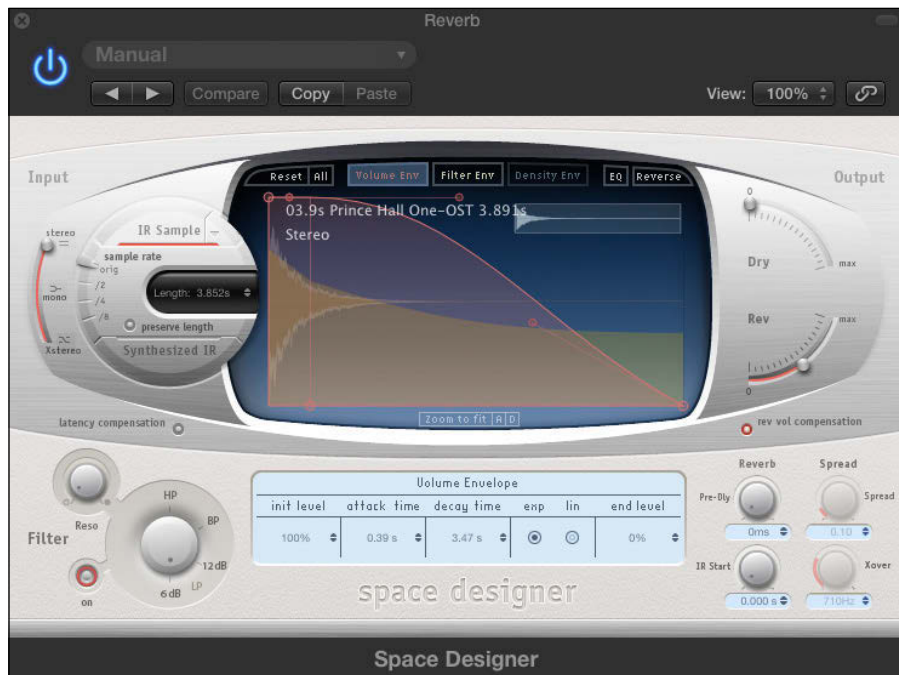 Reverb
Manual
Compare
Copy Paste
View: 100%
Input
Output
Reset All Volume Env Filter Env Density Env EQ Reverse
03.9s Prince Hall One-OST 3.891s
Stereo
stereo
mono
Xstereo
IR Sample
sample rate
orig
/2
/4
/8
Length: 3.852s
preserve length
Synthesized IR
0
Dry
max
Rev
max
0
Zoom to fit A D
latency compensation
rev vol compensation
Reso
Filter
on
HP
BP
12dB
LP
6dB
Volume Envelope
init level attack time decay time exp lin end level
100% 0.39 s 3.47 s 0%
space designer
Reverb Spread
Pre-Dly Spread
0ms 0.10
IR Start Xover
0.000 s 710Hz
Space Designer